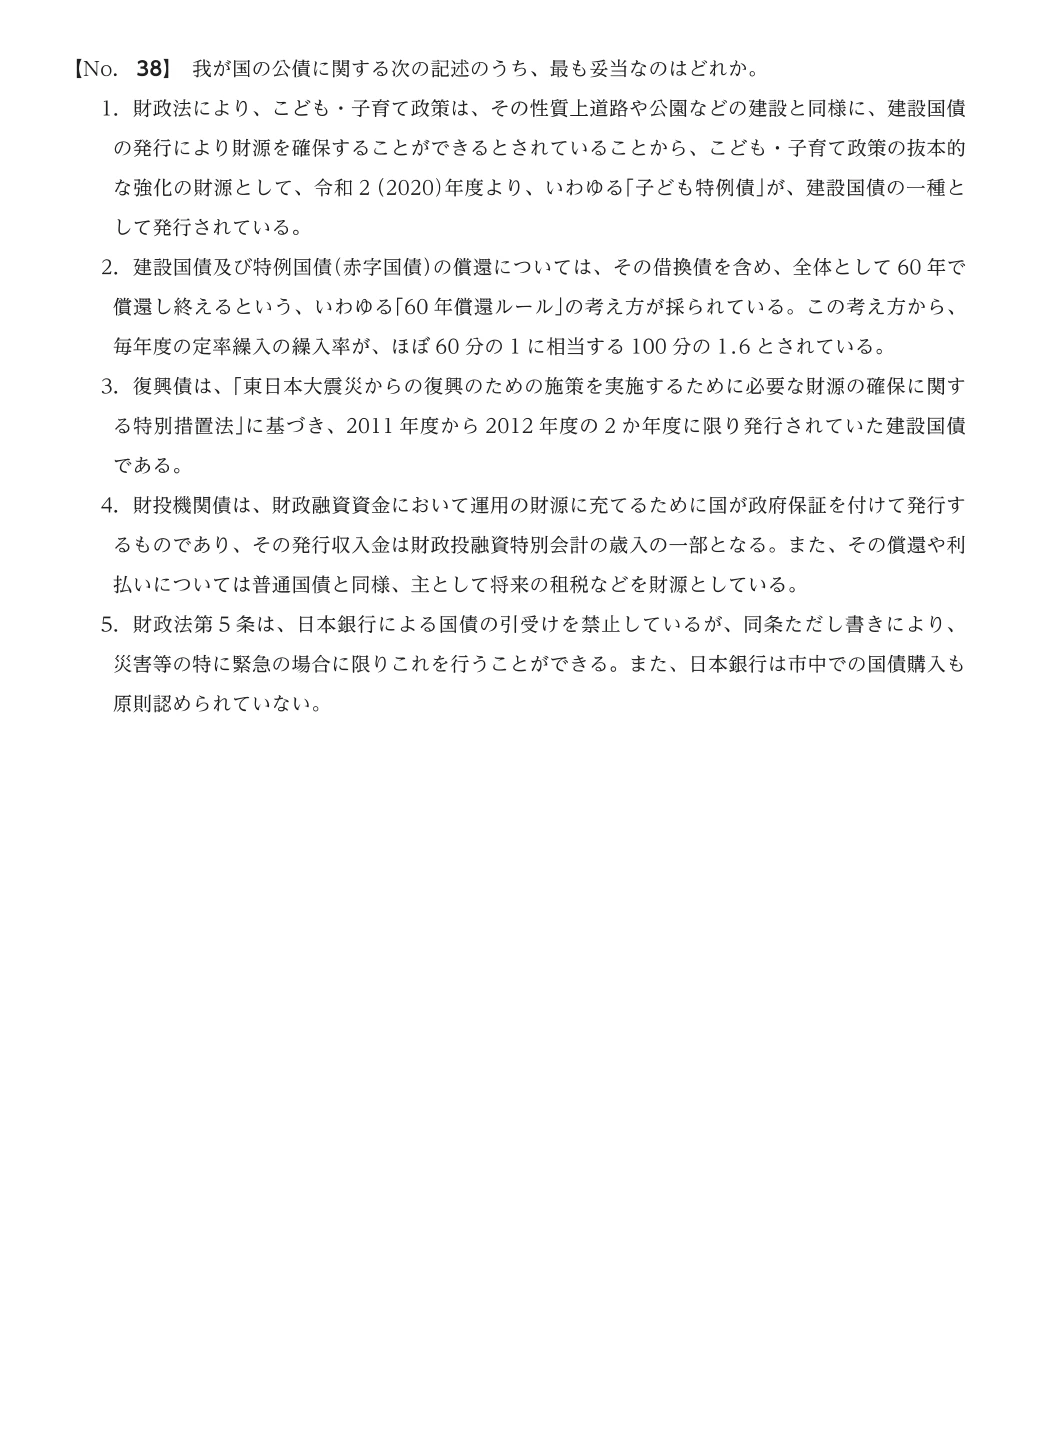 【No. 38】 我が国の公債に関する次の記述のうち、最も妥当なのはどれか。
1. 財政法により、こども・子育て政策は、その性質上道路や公園などの建設と同様に、建設国債
の発行により財源を確保することができるとされていることから、こども・子育て政策の抜本的
な強化の財源として、令和 2 (2020)年度より、いわゆる「子ども特例債」が、建設国債の一種と
して発行されている。
2. 建設国債及び特例国債(赤字国債)の償還については、その借換債を含め、全体として 60 年で
償還し終えるという、いわゆる「60 年償還ルール」の考え方が採られている。この考え方から、
毎年度の定率繰入の繰入率が、ほぼ 60 分の 1 に相当する 100 分の 1.6 とされている。
3. 復興債は、「東日本大震災からの復興のための施策を実施するために必要な財源の確保に関す
る特別措置法」に基づき、2011 年度から 2012 年度の 2 か年度に限り発行されていた建設国債
である。
4. 財投機関債は、財政融資資金において運用の財源に充てるために国が政府保証を付けて発行す
るものであり、その発行収入金は財政投融資特別会計の歳入の一部となる。また、その償還や利
払いについては普通国債と同様、主として将来の租税などを財源としている。
5. 財政法第 5 条は、日本銀行による国債の引受けを禁止しているが、同条ただし書きにより、
災害等の特に緊急の場合に限りこれを行うことができる。また、日本銀行は市中での国債購入も
原則認められていない。